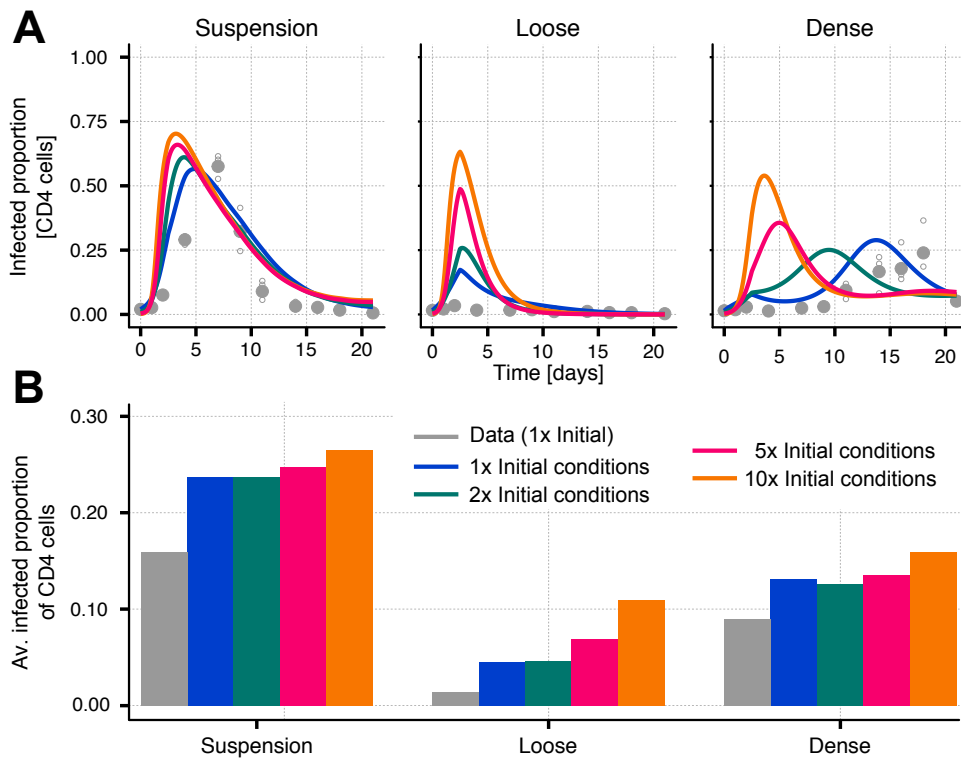 A
Suspension
Loose
Dense
Infected proportion
[CD4 cells]
1.00
0.75
0.50
0.25
0.00
0 5 10 15 20
0 5 10 15 20
0 5 10 15 20
Time [days]
B
Av. infected proportion
of CD4 cells
0.30
0.20
0.10
0.00
Data (1x Initial)
1x Initial conditions
2x Initial conditions
5x Initial conditions
10x Initial conditions
Suspension
Loose
Dense